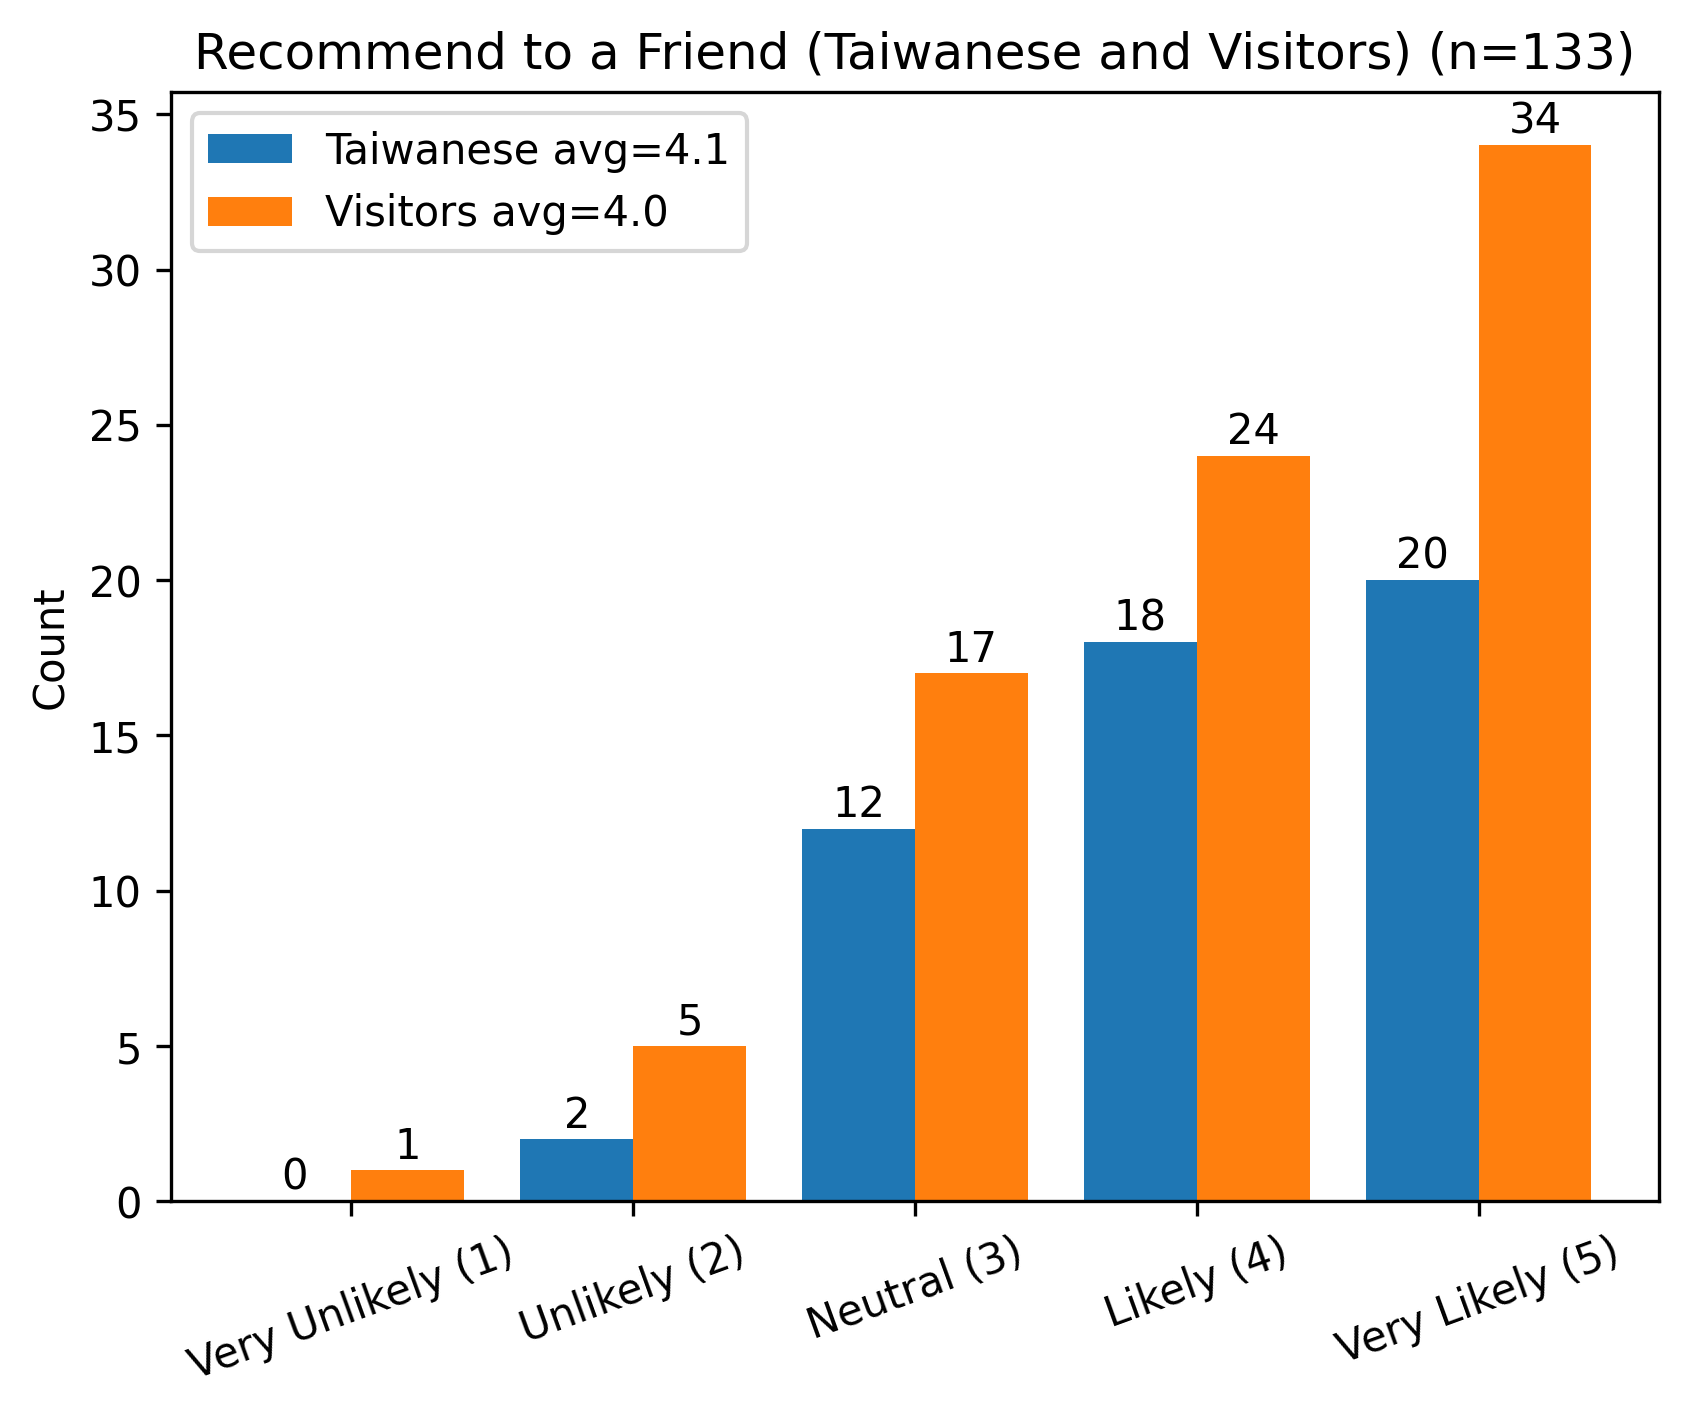 Recommend to a Friend (Taiwanese and Visitors) (n=133)
Taiwanese avg=4.1
Visitors avg=4.0
Count
35
30
25
20
15
10
5
0
0
1
2
5
12
17
18
24
20
34
Very Unlikely (1)
Unlikely (2)
Neutral (3)
Likely (4)
Very Likely (5)